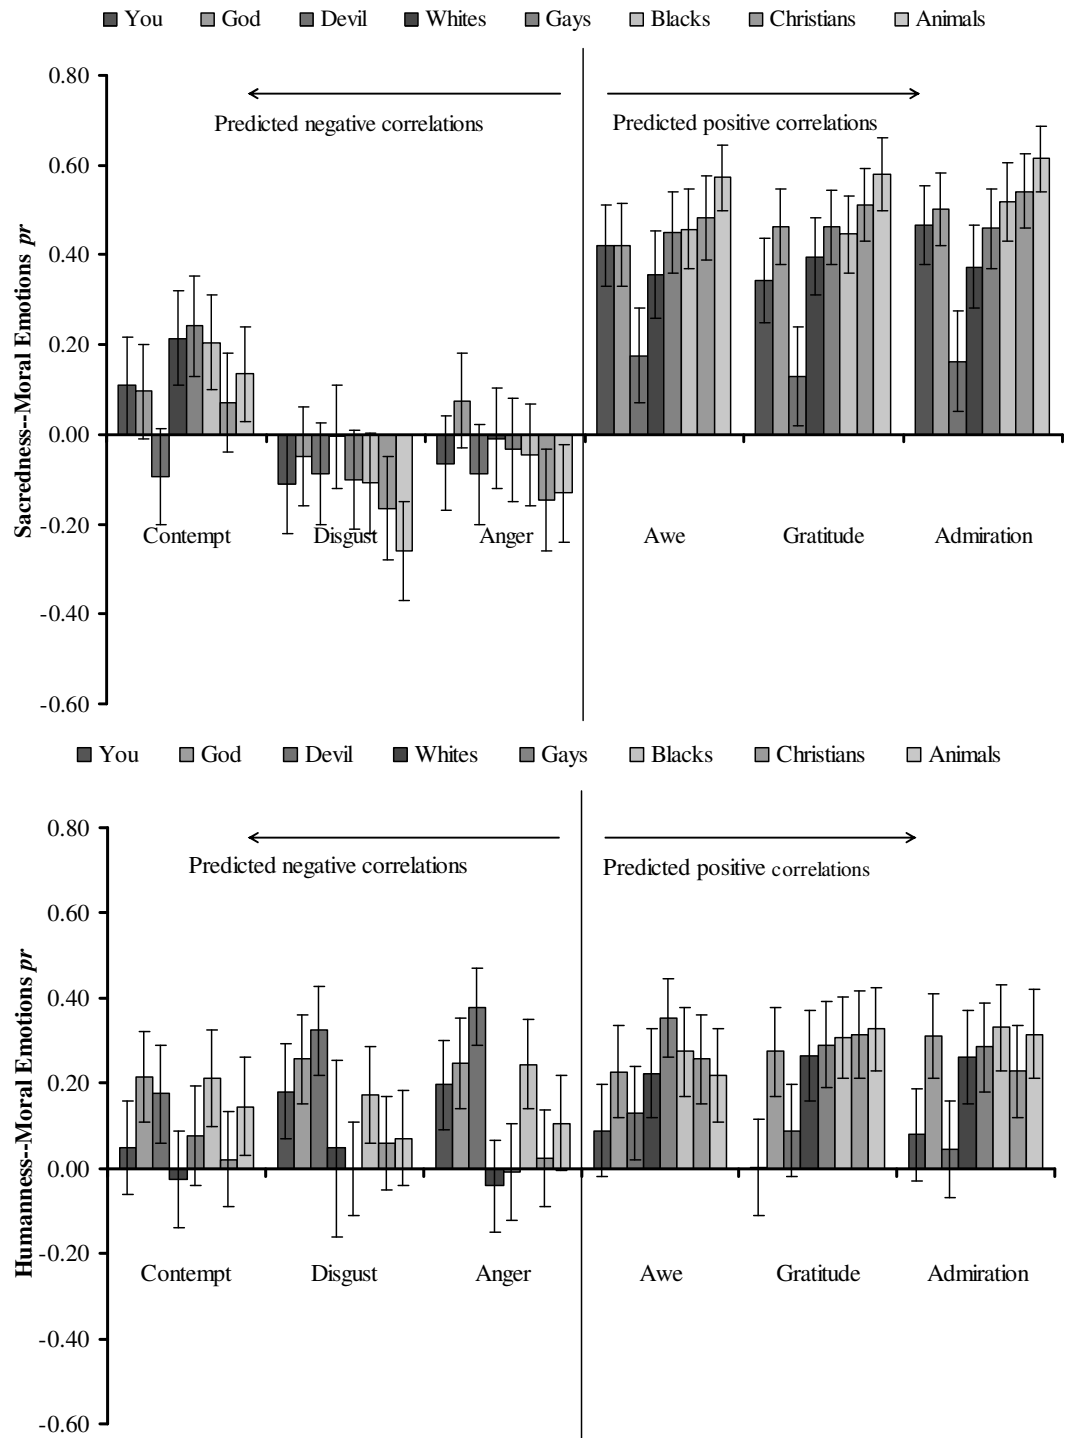 You God Devil Whites Gays Blacks Christians Animals
0.80
Predicted negative correlations Predicted positive correlations
0.60
0.40
0.20
0.00
-0.20
Contempt Disgust Anger Awe Gratitude Admiration
-0.40
-0.60
Sacredness--Moral Emotions pr
You God Devil Whites Gays Blacks Christians Animals
0.80
Predicted negative correlations Predicted positive correlations
0.60
0.40
0.20
0.00
-0.20
Contempt Disgust Anger Awe Gratitude Admiration
-0.40
-0.60
Humanness--Moral Emotions pr